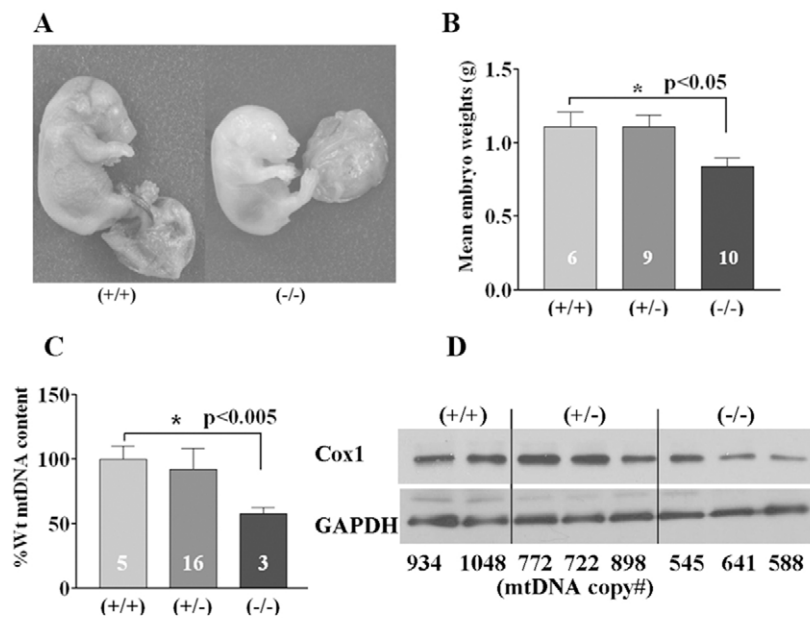 A
(+/+)
(-/-)
B
Mean embryo weights (g)
1.5
1.0
0.5
0.0
* p<0.05
6
9
10
(+/+)
(+/-)
(-/-)
C
%Wt mtDNA content
150
100
50
0
* p<0.005
5
16
3
(+/+)
(+/-)
(-/-)
D
(+/+)
(+/-)
(-/-)
Cox1
GAPDH
934 1048 772 722 898 545 641 588
(mtDNA copy#)